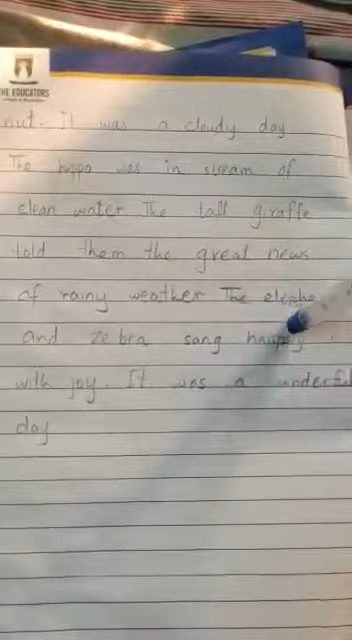 THE EDUCATORS
nut. It was a cloudy day
The hippo was in stream of
clean water The tall giraffe
told them the great news
of rainy weather The elepha
and zebra sang happy
with joy. It was a underful
day